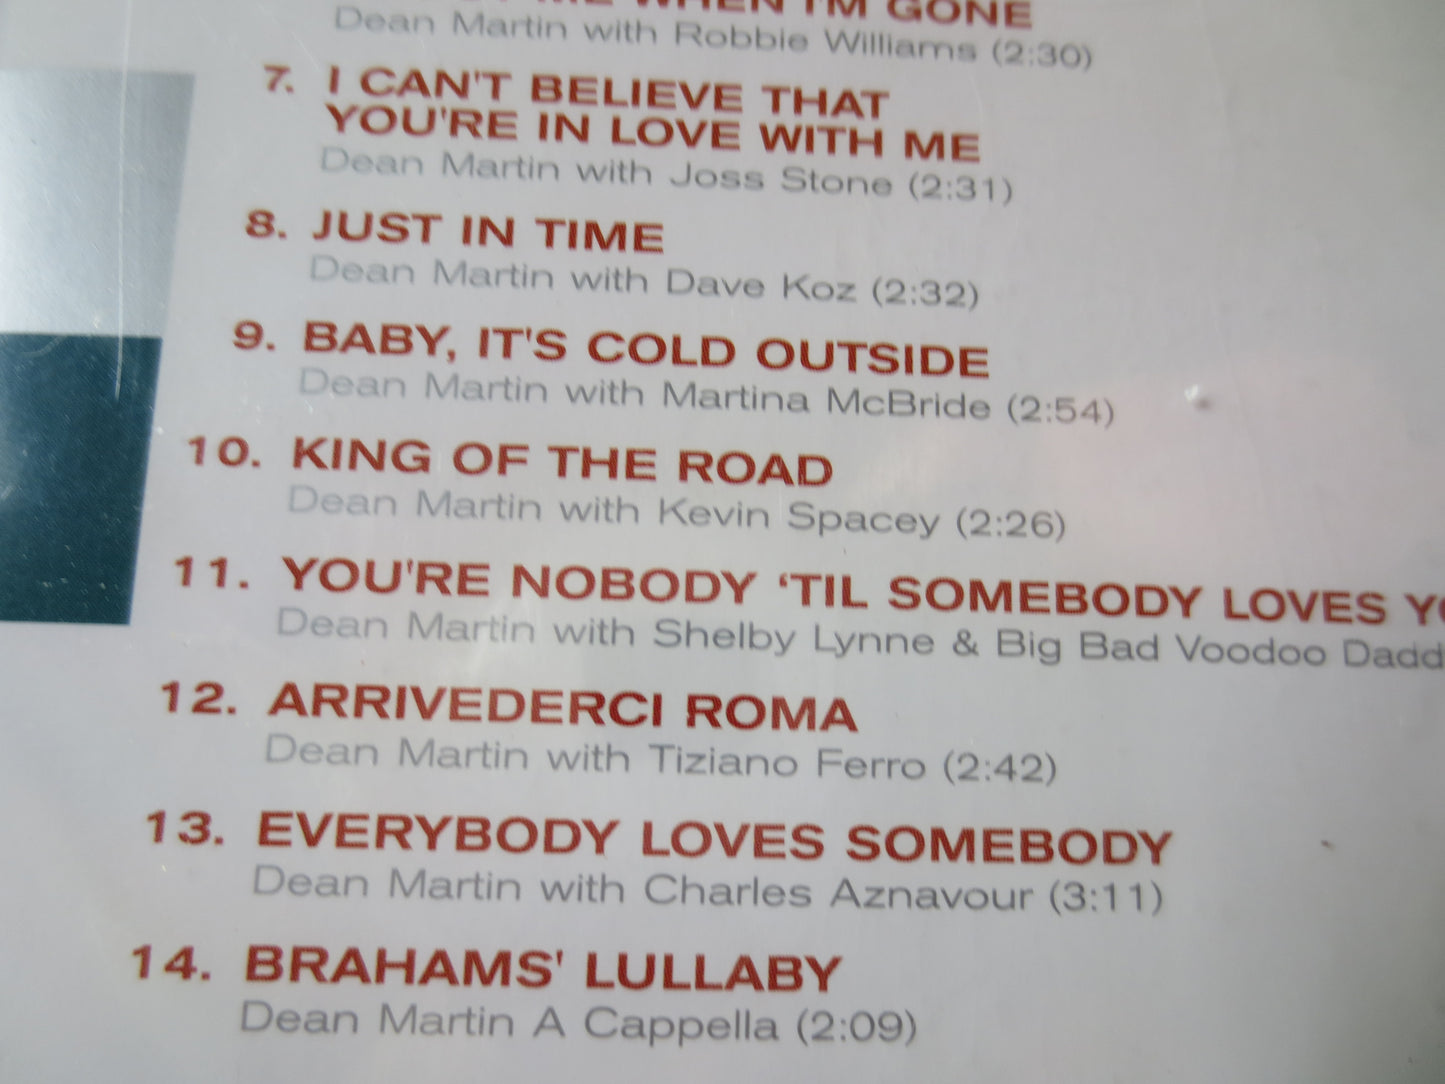 ME WHEN I'M GONE
Dean Martin with Robbie Williams (2:30)
7. I CAN'T BELIEVE THAT
YOU'RE IN LOVE WITH ME
Dean Martin with Joss Stone (2:31)
8. JUST IN TIME
Dean Martin with Dave Koz (2:32)
9. BABY, IT'S COLD OUTSIDE
Dean Martin with Martina McBride (2:54)
10. KING OF THE ROAD
Dean Martin with Kevin Spacey (2:26)
11. YOU'RE NOBODY ‘TIL SOMEBODY LOVES
Dean Martin with Shelby Lynne & Big Bad Voodoo
12. ARRIVEDERCI ROMA
Dean Martin with Tiziano Ferro (2:42)
13. EVERYBODY LOVES SOMEBODY
Dean Martin with Charles Aznavour (3:11)
14. BRAHAMS' LULLABY
Dean Martin A Cappella (2:09)